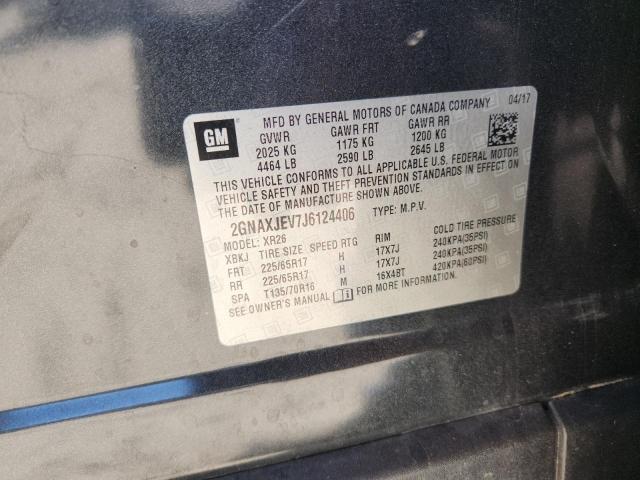 GM
MFD BY GENERAL MOTORS OF CANADA COMPANY 04/17
GVWR GAWR FRT GAWR RR
2025 KG 1175 KG 1200 KG
4464 LB 2590 LB 2645 LB
THIS VEHICLE CONFORMS TO ALL APPLICABLE U.S. FEDERAL MOTOR
VEHICLE SAFETY AND THEFT PREVENTION STANDARDS IN EFFECT ON
THE DATE OF MANUFACTURE SHOWN ABOVE.
2GNAXJEV7J6124406 TYPE: M.P.V.
MODEL: XR26
XBKJ TIRE SIZE SPEED RTG RIM COLD TIRE PRESSURE
FRT 225/65R17 H 17X7J 240KPA(35PSI)
RR 225/65R17 H 17X7J 240KPA(35PSI)
SPA T135/70R16 M 16X4BT 420KPA(60PSI)
SEE OWNER'S MANUAL FOR MORE INFORMATION.